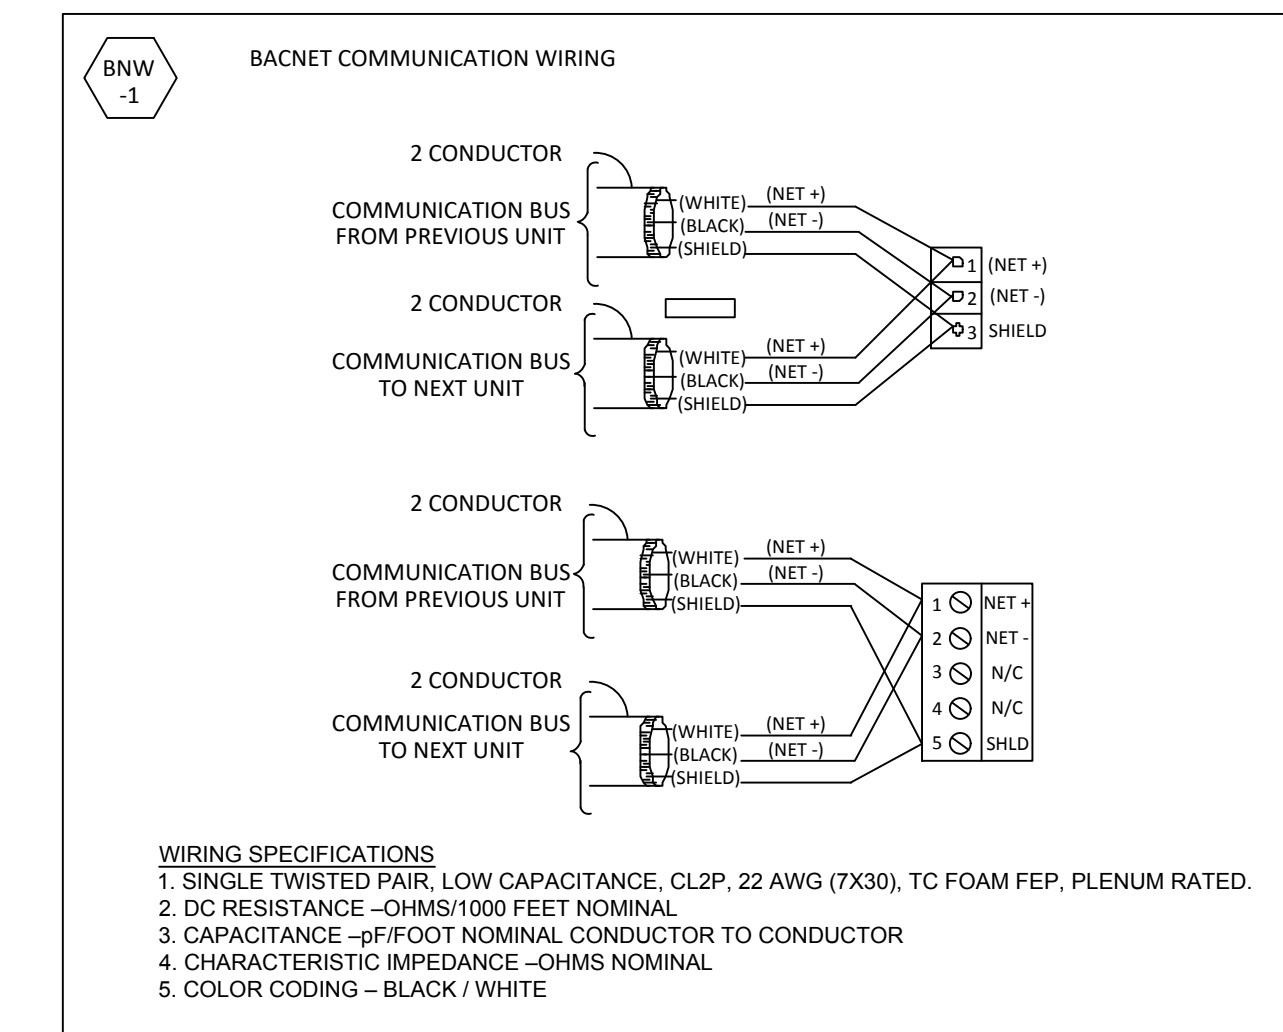 BNW
-1
BACNET COMMUNICATION WIRING
2 CONDUCTOR
COMMUNICATION BUS
FROM PREVIOUS UNIT
(WHITE) (NET +)
(BLACK) (NET -)
(SHIELD)
1 (NET +)
2 (NET -)
3 SHIELD
2 CONDUCTOR
COMMUNICATION BUS
TO NEXT UNIT
(WHITE) (NET +)
(BLACK) (NET -)
(SHIELD)
2 CONDUCTOR
COMMUNICATION BUS
FROM PREVIOUS UNIT
(WHITE) (NET +)
(BLACK) (NET -)
(SHIELD)
1 NET +
2 NET -
3 N/C
4 N/C
5 SHLD
2 CONDUCTOR
COMMUNICATION BUS
TO NEXT UNIT
(WHITE) (NET +)
(BLACK) (NET -)
(SHIELD)
WIRING SPECIFICATIONS
1. SINGLE TWISTED PAIR, LOW CAPACITANCE, CL2P, 22 AWG (7X30), TC FOAM FEP, PLENUM RATED.
2. DC RESISTANCE –OHMS/1000 FEET NOMINAL
3. CAPACITANCE –pF/FOOT NOMINAL CONDUCTOR TO CONDUCTOR
4. CHARACTERISTIC IMPEDANCE –OHMS NOMINAL
5. COLOR CODING – BLACK / WHITE